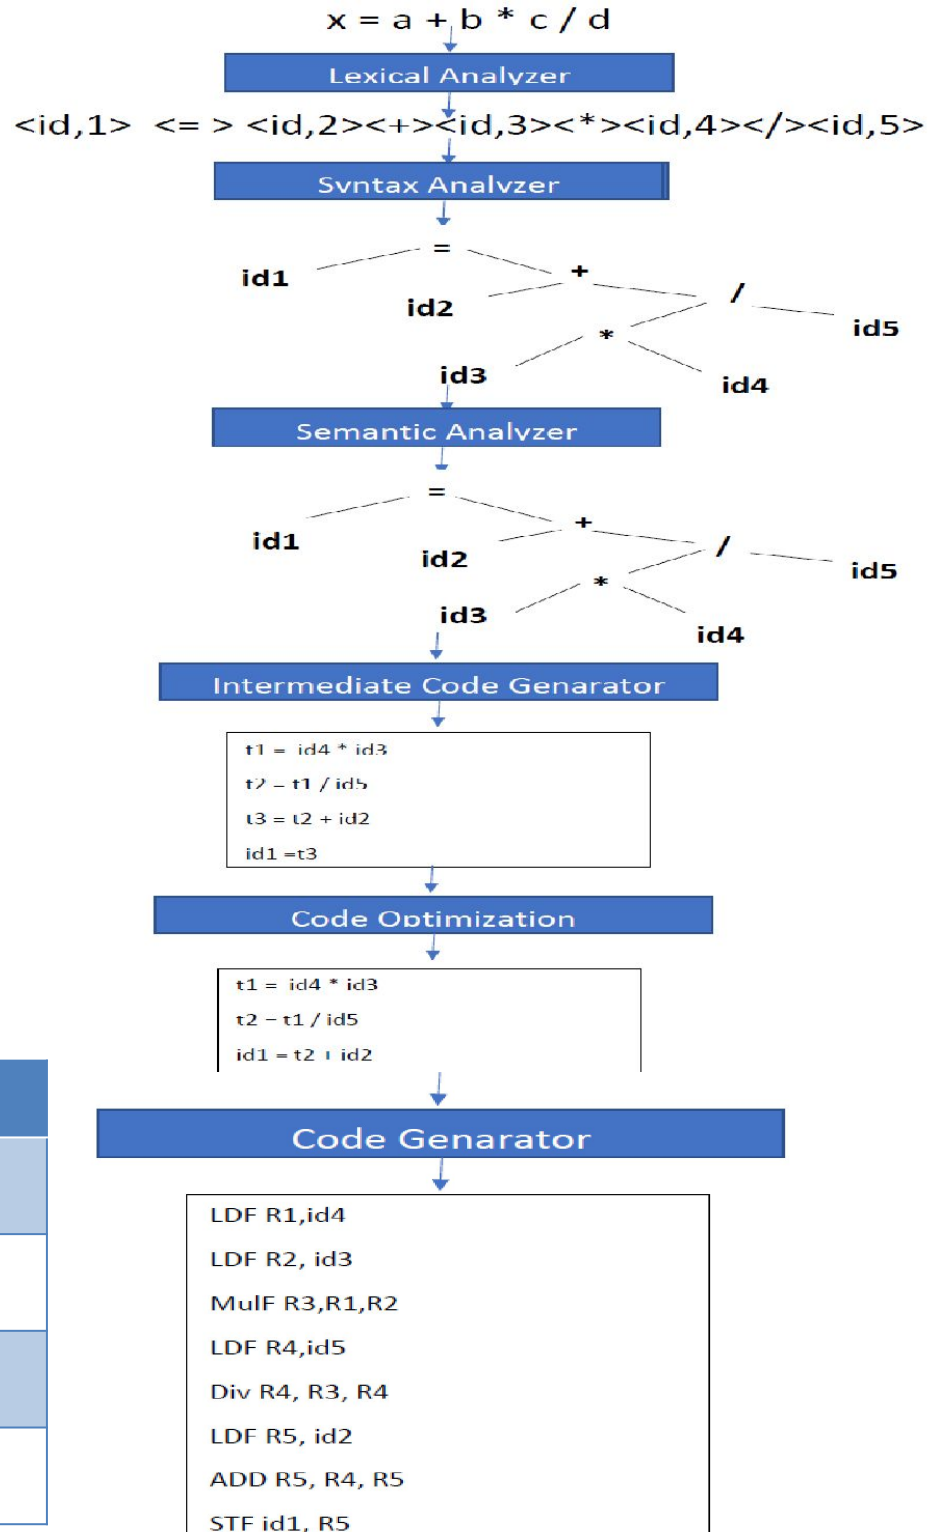 x = a + b * c / d
Lexical Analyzer
<id,1> <= > <id,2><+><id,3><*><id,4></><id,5>
Syntax Analyzer
=
id1
+
id2
/
id5
*
id3
id4
Semantic Analyzer
=
id1
+
id2
/
id5
*
id3
id4
Intermediate Code Genarator
t1 = id4 * id3
t2 = t1 / id5
t3 = t2 + id2
id1 =t3
Code Optimization
t1 = id4 * id3
t2 = t1 / id5
id1 = t2 + id2
Code Genarator
LDF R1,id4
LDF R2, id3
MulF R3,R1,R2
LDF R4,id5
Div R4, R3, R4
LDF R5, id2
ADD R5, R4, R5
STF id1, R5